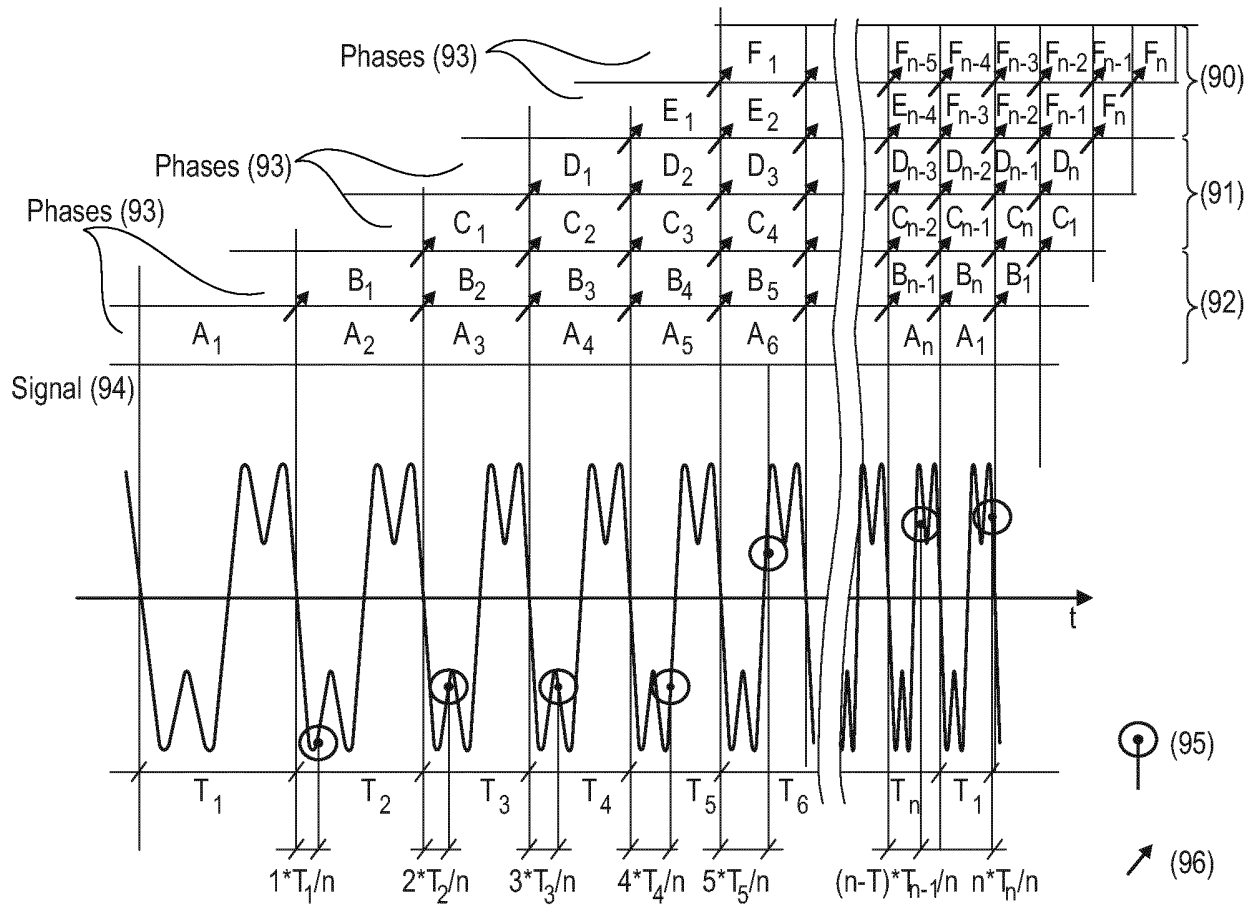 Phases (93) F₁ Fₙ₋₅ Fₙ₋₄ Fₙ₋₃ Fₙ₋₂ Fₙ₋₁ Fₙ (90)
E₁ E₂ Eₙ₋₄ Fₙ₋₃ Fₙ₋₂ Fₙ₋₁ Fₙ
Phases (93) D₁ D₂ D₃ Dₙ₋₃ Dₙ₋₂ Dₙ₋₁ Dₙ (91)
Phases (93) C₁ C₂ C₃ C₄ Cₙ₋₂ Cₙ₋₁ Cₙ C₁
B₁ B₂ B₃ B₄ B₅ Bₙ₋₁ Bₙ B₁ (92)
A₁ A₂ A₃ A₄ A₅ A₆ Aₙ A₁
Signal (94)
t
(95)
T₁ T₂ T₃ T₄ T₅ T₆ Tₙ T₁
(96)
1*T₁/n 2*T₂/n 3*T₃/n 4*T₄/n 5*T₅/n (n-T)*Tₙ₋₁/n n*Tₙ/n